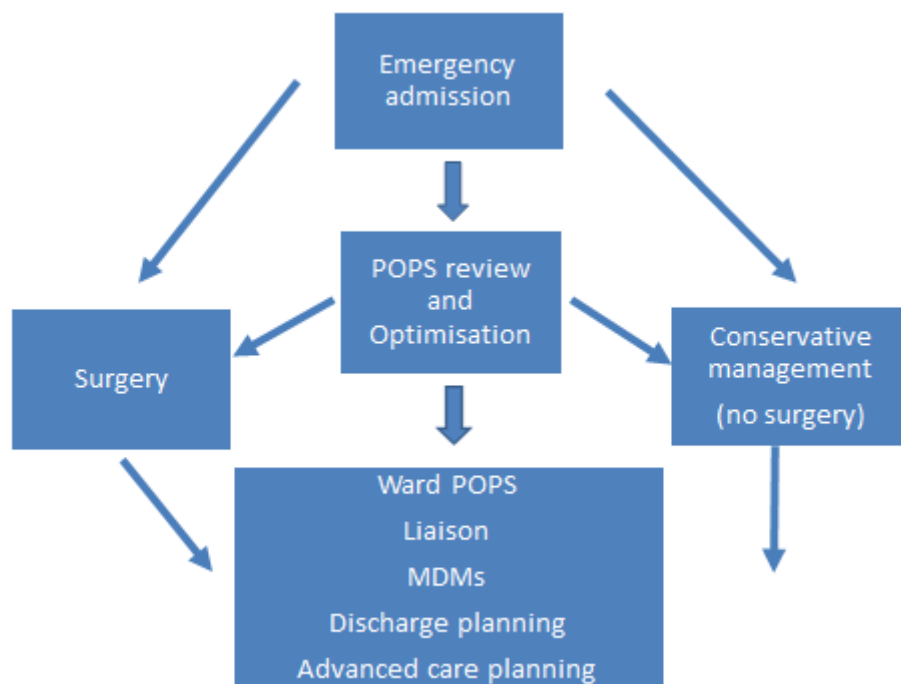 Emergency
admission
POPS review
and
Optimisation
Surgery
Conservative
management
(no surgery)
Ward POPS
Liaison
MDMs
Discharge planning
Advanced care planning